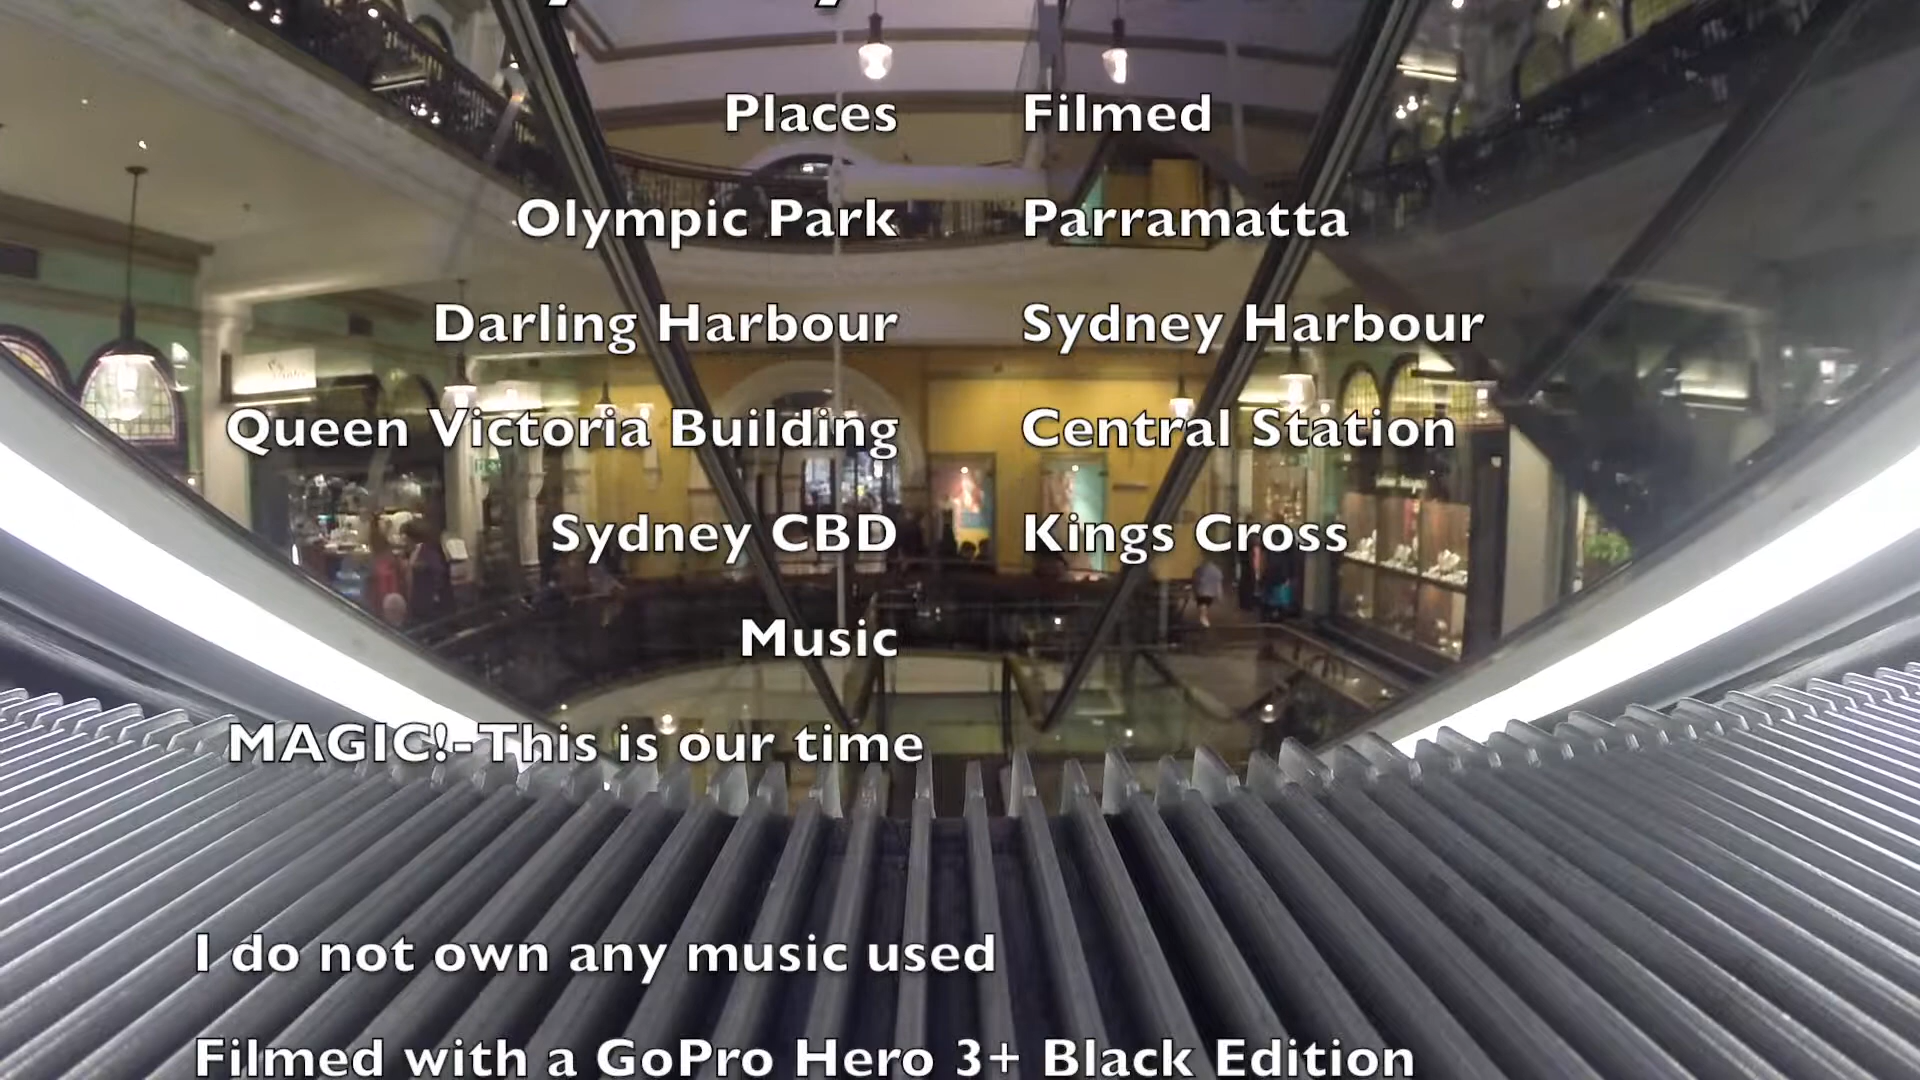 Places Filmed
Olympic Park Parramatta
Darling Harbour Sydney Harbour
Queen Victoria Building Central Station
Sydney CBD Kings Cross
Music
MAGIC!-This is our time
I do not own any music used
Filmed with a GoPro Hero 3+ Black Edition